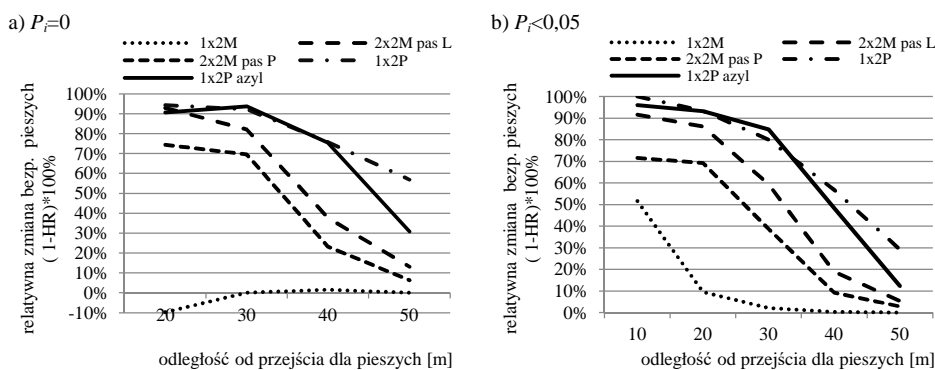 a) Pi=0
1x2M
2x2M pas L
2x2M pas P
1x2P
1x2P azyl
relatywna zmiana bezp. pieszych
( 1-HR)*100%
100%
90%
80%
70%
60%
50%
40%
30%
20%
10%
0%
-10%
20
30
40
50
odległość od przejścia dla pieszych [m]
b) Pi<0,05
1x2M
2x2M pas L
2x2M pas P
1x2P
1x2P azyl
relatywna zmiana bezp. pieszych
( 1-HR)*100%
100%
90%
80%
70%
60%
50%
40%
30%
20%
10%
0%
10
20
30
40
50
odległość od przejścia dla pieszych [m]